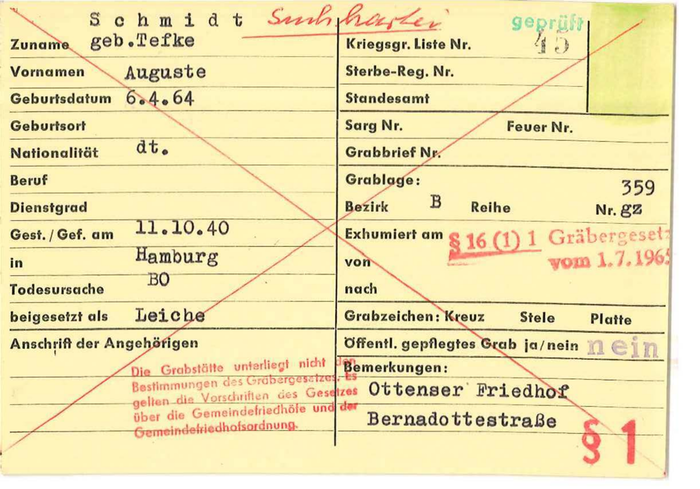 Schmidt Suchkartei
Zuname geb.Tefke
Vornamen Auguste
Geburtsdatum 6.4.64
Geburtsort
Nationalität dt.
Beruf
Dienstgrad
Gest./Gef. am 11.10.40
in Hamburg
Todesursache BO
beigesetzt als Leiche
Anschrift der Angehörigen
Die Grabstätte unterliegt nicht den
Bestimmungen des Gräbergesetzes. Es
gelten die Vorschriften des Gesetzes
über die Gemeindefriedhöfe und der
Gemeindefriedhofsordnung.
geprüft
Kriegsgr. Liste Nr. 45
Sterbe-Reg. Nr.
Standesamt
Sarg Nr. Feuer Nr.
Grabbrief Nr.
Grablage: 359
Bezirk B Reihe Nr. gz
Exhumiert am § 16 (1) 1 Gräbergesetz
von vom 1.7.1965
nach
Grabzeichen: Kreuz Stele Platte
Öffentl. gepflegtes Grab ja/nein nein
Bemerkungen:
Ottenser Friedhof
Bernadottestraße
§ 1